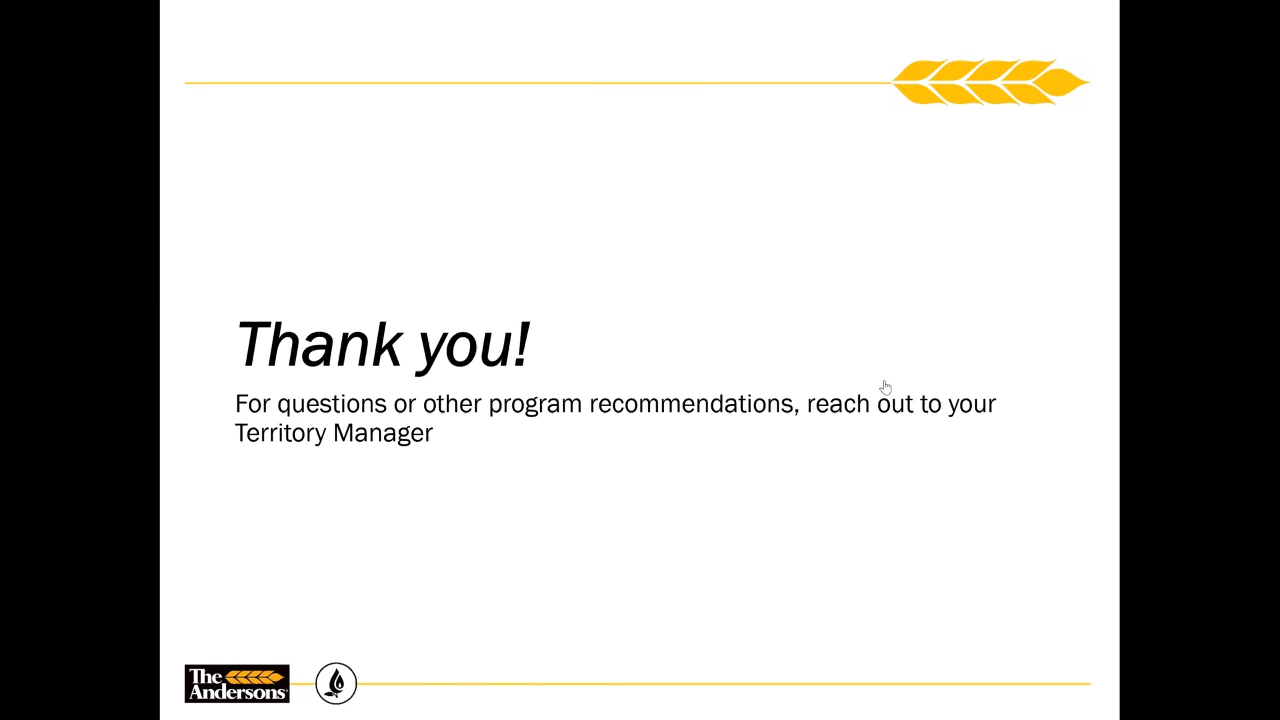 Thank you!
For questions or other program recommendations, reach out to your
Territory Manager
The
Andersons